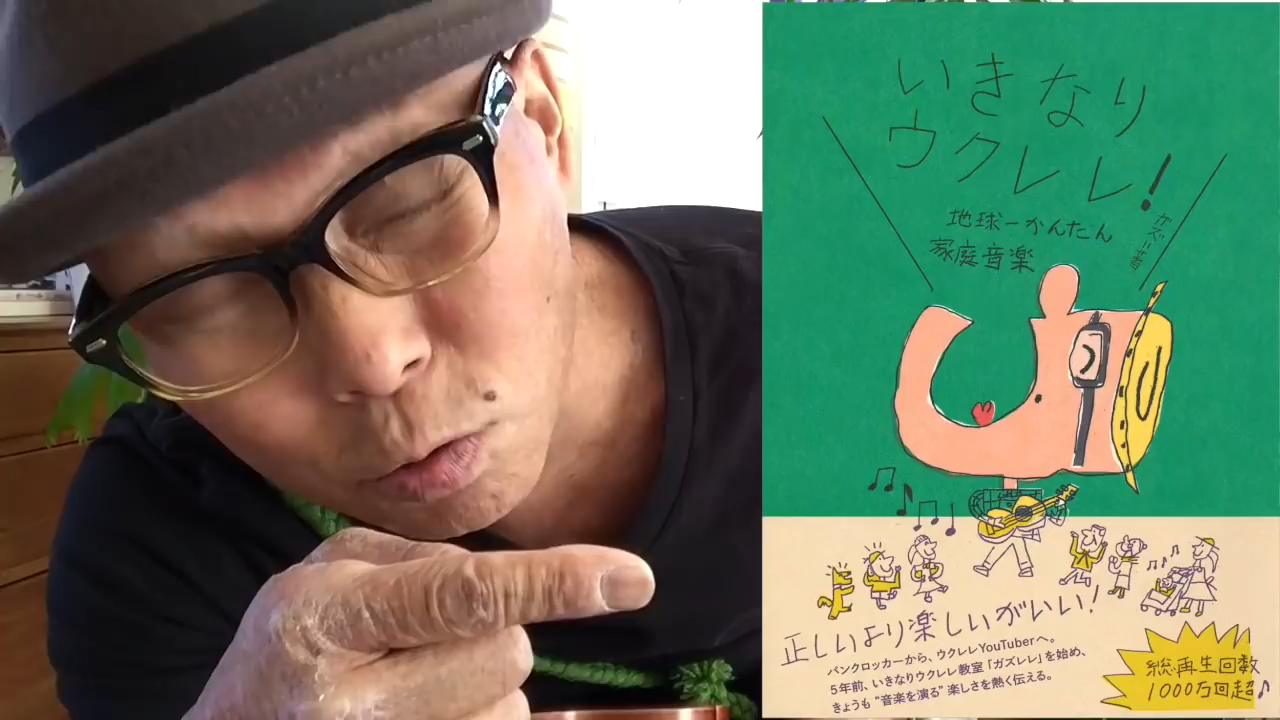 いきなり
ウクレレ!
地球一かんたん
家庭音楽
ガズ著
正しいより楽しいがいい!
パンクロッカーから、ウクレレYouTuberへ。
5年前、いきなりウクレレ教室「ガズレレ」を始め、
きょうも“音楽を演る”楽しさを熱く伝える。
総再生回数
1000万回超♪